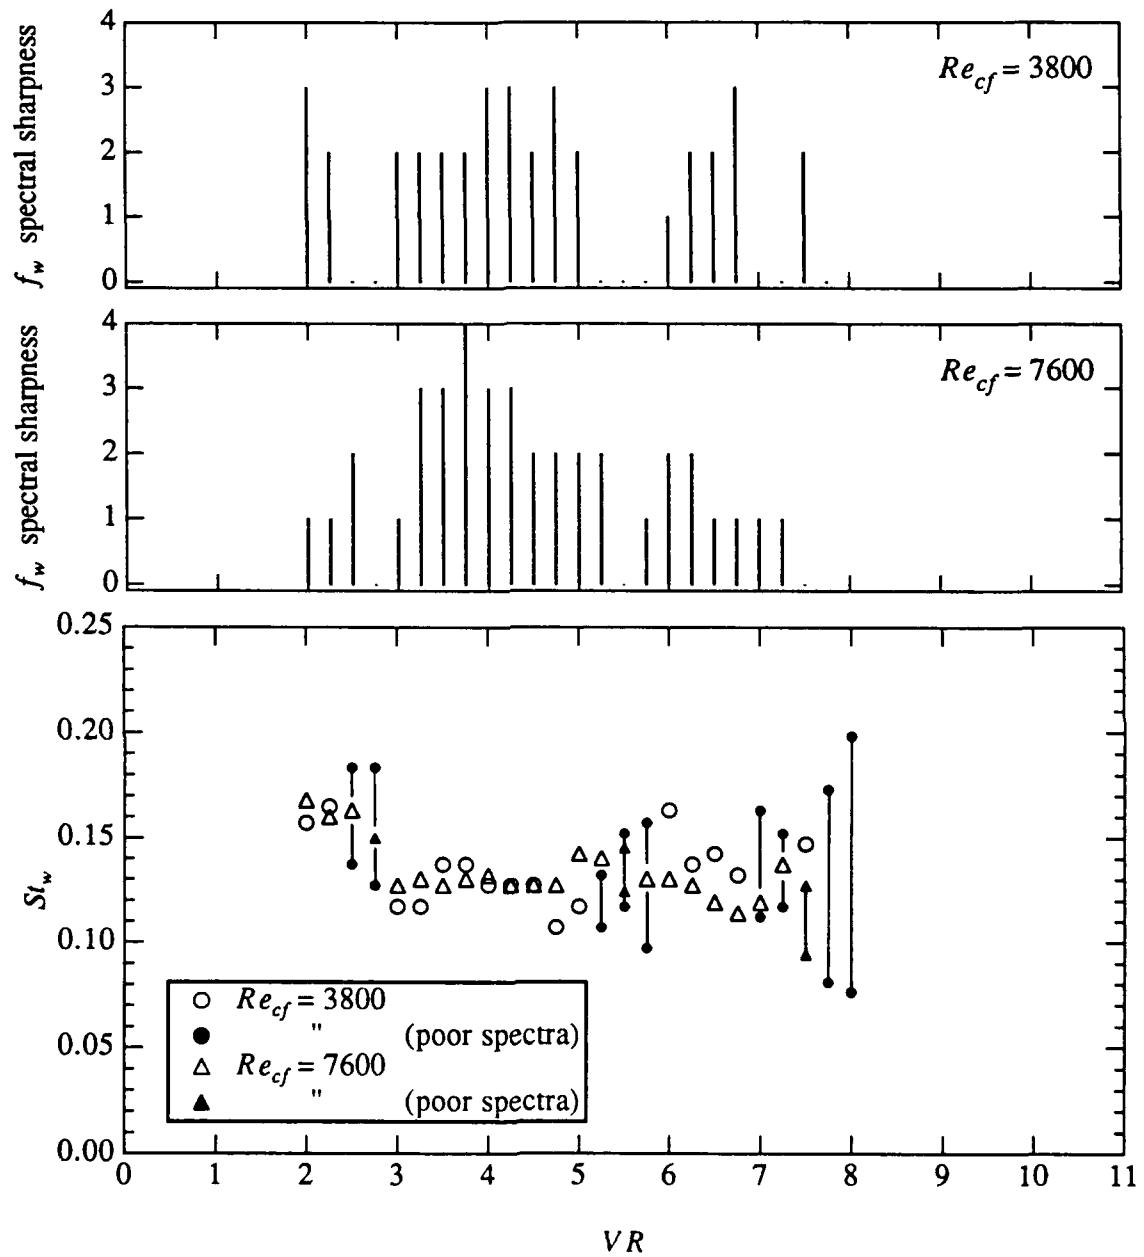 4
3
2
1
0
f_w spectral sharpness
Re_cf = 3800
4
3
2
1
0
f_w spectral sharpness
Re_cf = 7600
0.25
0.20
0.15
0.10
0.05
0.00
St_w
Re_cf = 3800
" (poor spectra)
Re_cf = 7600
" (poor spectra)
0 1 2 3 4 5 6 7 8 9 10 11
VR